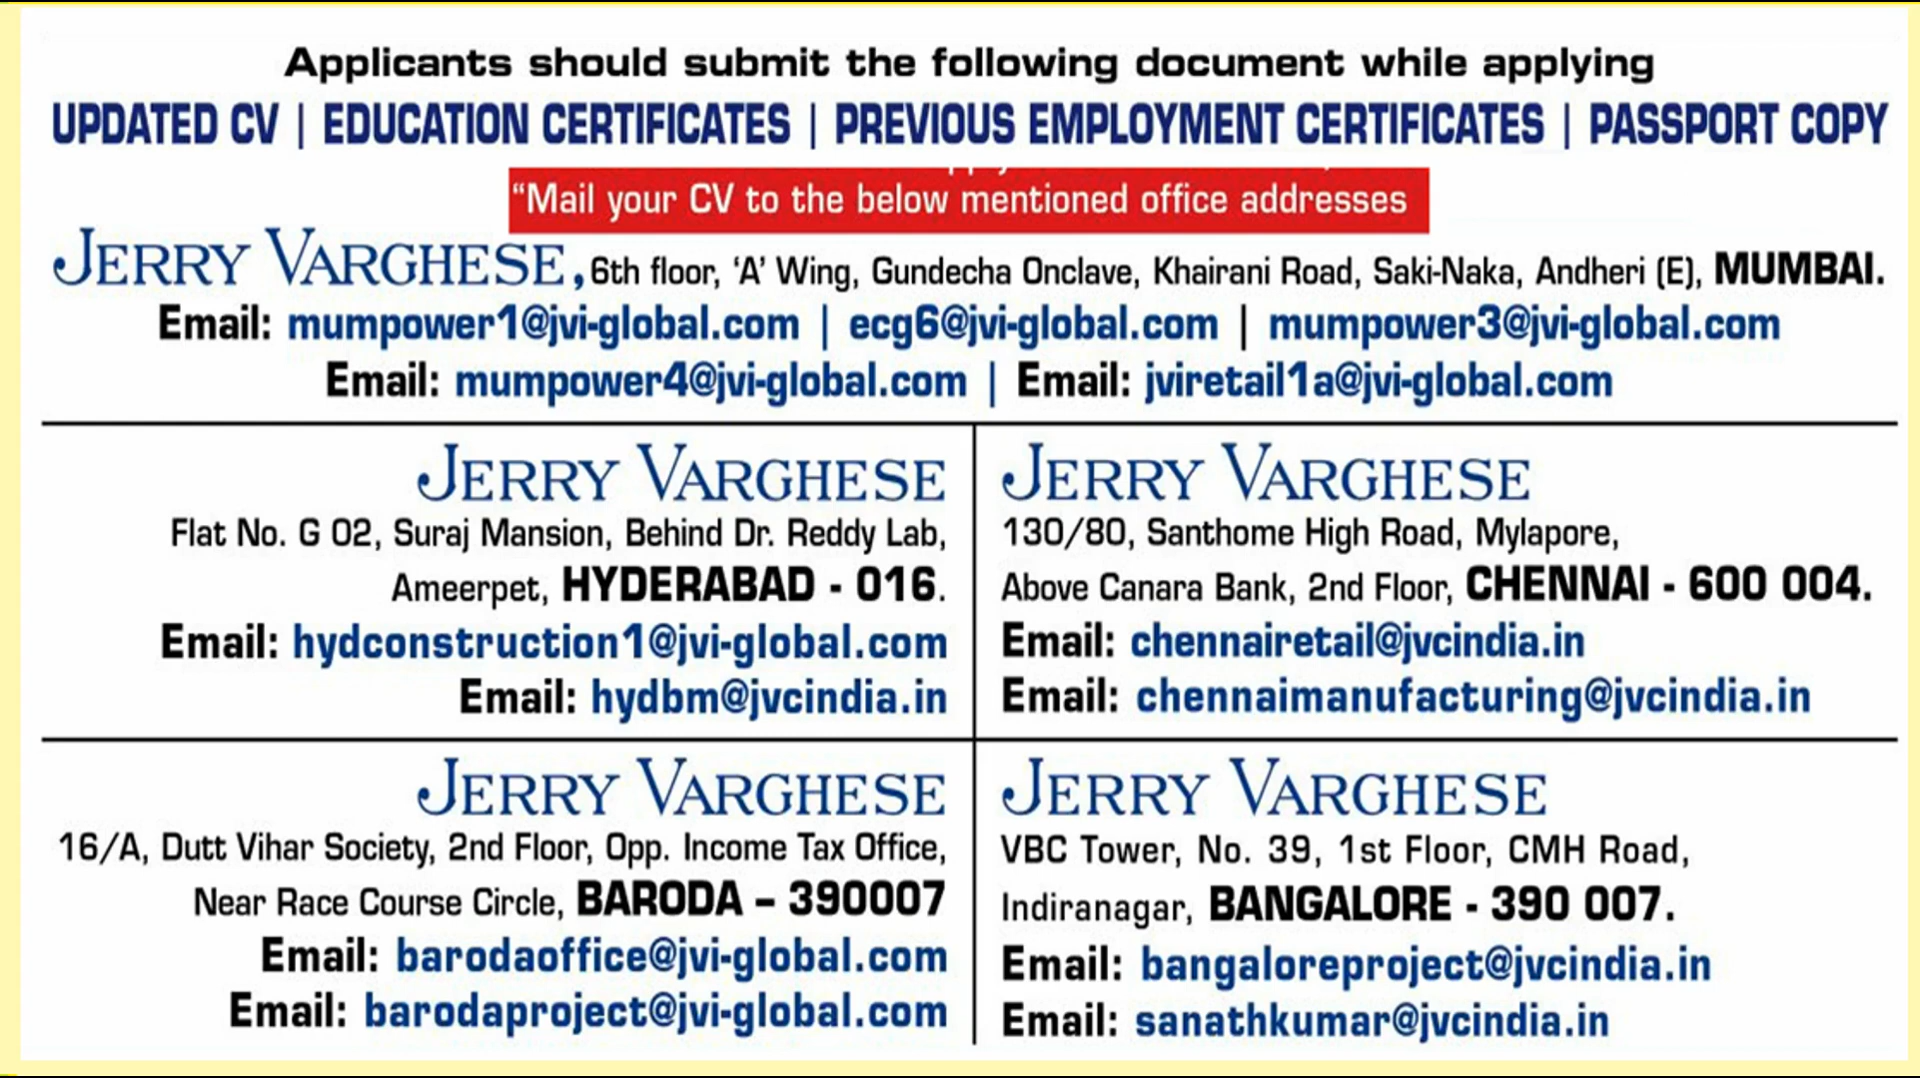 Applicants should submit the following document while applying
UPDATED CV | EDUCATION CERTIFICATES | PREVIOUS EMPLOYMENT CERTIFICATES | PASSPORT COPY
“Mail your CV to the below mentioned office addresses
JERRY VARGHESE, 6th floor, ‘A’ Wing, Gundecha Onclave, Khairani Road, Saki-Naka, Andheri (E), MUMBAI.
Email: mumpower1@jvi-global.com | ecg6@jvi-global.com | mumpower3@jvi-global.com
Email: mumpower4@jvi-global.com | Email: jviretail1a@jvi-global.com
JERRY VARGHESE
Flat No. G 02, Suraj Mansion, Behind Dr. Reddy Lab,
Ameerpet, HYDERABAD - 016.
Email: hydconstruction1@jvi-global.com
Email: hydbm@jvcindia.in
JERRY VARGHESE
130/80, Santhome High Road, Mylapore,
Above Canara Bank, 2nd Floor, CHENNAI - 600 004.
Email: chennairetail@jvcindia.in
Email: chennaimanufacturing@jvcindia.in
JERRY VARGHESE
16/A, Dutt Vihar Society, 2nd Floor, Opp. Income Tax Office,
Near Race Course Circle, BARODA – 390007
Email: barodaoffice@jvi-global.com
Email: barodaproject@jvi-global.com
JERRY VARGHESE
VBC Tower, No. 39, 1st Floor, CMH Road,
Indiranagar, BANGALORE - 390 007.
Email: bangaloreproject@jvcindia.in
Email: sanathkumar@jvcindia.in